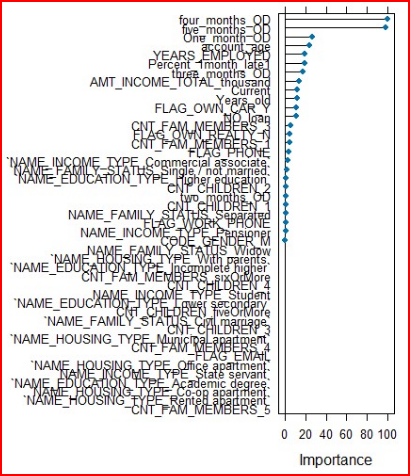 four_months_OD
five_months_OD
One_month_OD
account_age
YEARS_EMPLOYED
Percent_1month_late1
three_months_OD
AMT_INCOME_TOTAL_thousand
Current
Years_old
FLAG_OWN_CAR_Y
NO_loan
CNT_FAM_MEMBERS_3
FLAG_OWN_REALTY_N
CNT_FAM_MEMBERS_1
FLAG_PHONE
`NAME_INCOME_TYPE_Commercial associate`
`NAME_FAMILY_STATUS_Single / not married`
`NAME_EDUCATION_TYPE_Higher education`
CNT_CHILDREN_2
two_months_OD
CNT_CHILDREN_1
NAME_FAMILY_STATUS_Separated
FLAG_WORK_PHONE
NAME_INCOME_TYPE_Pensioner
CODE_GENDER_M
NAME_FAMILY_STATUS_Widow
`NAME_HOUSING_TYPE_With parents`
`NAME_EDUCATION_TYPE_Incomplete higher`
CNT_FAM_MEMBERS_sixOrMore
CNT_CHILDREN_4
NAME_INCOME_TYPE_Student
`NAME_EDUCATION_TYPE_Lower secondary`
CNT_CHILDREN_fiveOrMore
`NAME_FAMILY_STATUS_Civil marriage`
CNT_CHILDREN_3
`NAME_HOUSING_TYPE_Municipal apartment`
CNT_FAM_MEMBERS_4
FLAG_EMAIL
`NAME_HOUSING_TYPE_Office apartment`
`NAME_INCOME_TYPE_State servant`
`NAME_EDUCATION_TYPE_Academic degree`
`NAME_HOUSING_TYPE_Co-op apartment`
`NAME_HOUSING_TYPE_Rented apartment`
CNT_FAM_MEMBERS_5
0 20 40 60 80 100
Importance